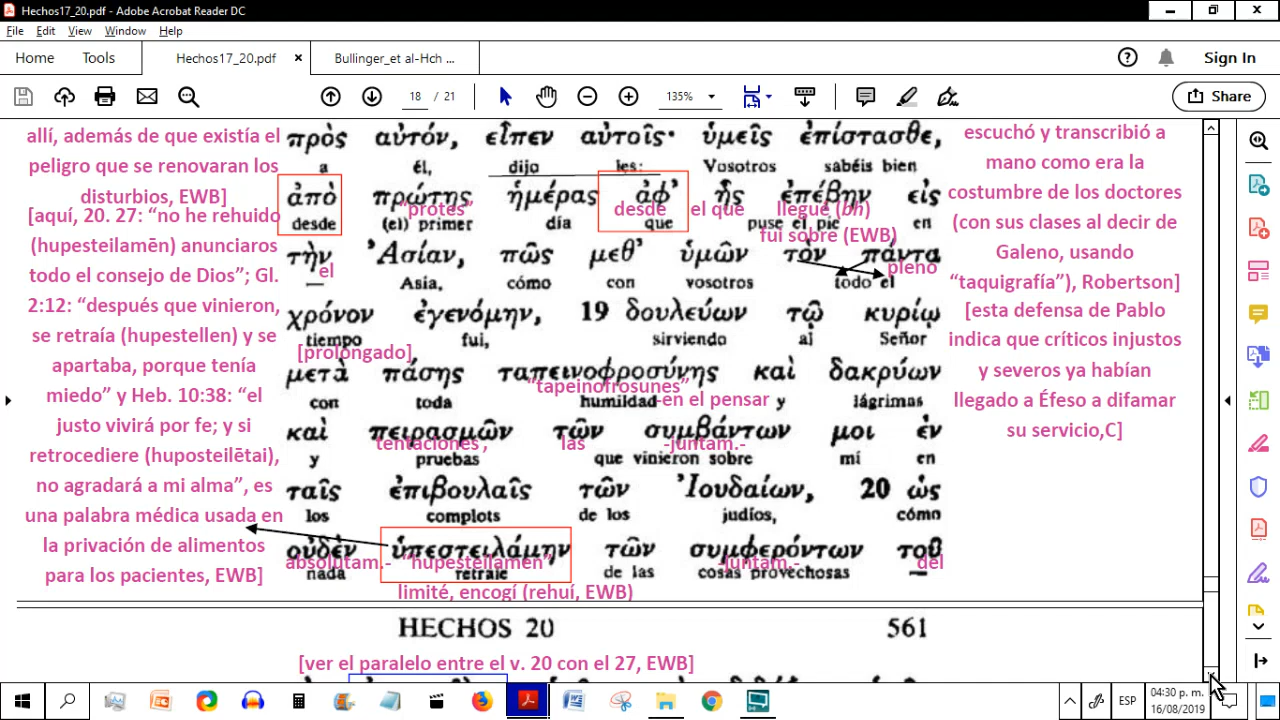 Hechos17_20.pdf - Adobe Acrobat Reader DC
File Edit View Window Help
Home Tools Hechos17_20.pdf × Bullinger_et al-Hch ... Sign In
18 / 21 135% Share
allí, además de que existía el
peligro que se renovaran los
disturbios, EWB]
[aquí, 20. 27: “no he rehuido
(hupesteilamēn) anunciaros
todo el consejo de Dios”; Gl.
2:12: “después que vinieron,
se retraía (hupestellen) y se
apartaba, porque tenía
miedo” y Heb. 10:38: “el
justo vivirá por fe; y si
retrocediere (huposteilētai),
no agradará a mi alma”, es
una palabra médica usada en
la privación de alimentos
para los pacientes, EWB]
πρὸς αὐτόν, εἶπεν αὐτοῖς· ὑμεῖς ἐπίστασθε,
a él, dijo les: Vosotros sabéis bien
ἀπὸ πρώτης ἡμέρας ἀφ’ ἧς ἐπέβην εἰς
“protes” desde el que llegué (bh)
desde (el) primer día que puse el pie en
fui sobre (EWB)
τὴν Ἀσίαν, πῶς μεθ’ ὑμῶν τὸν πάντα
el pleno
— Asia, cómo con vosotros todo el
χρόνον ἐγενόμην, 19 δουλεύων τῷ κυρίῳ
tiempo fui, sirviendo al Señor
[prolongado]
μετὰ πάσης ταπεινοφροσύνης καὶ δακρύων
“tapeinofrosunes”
con toda humildad -en el pensar y lágrimas
καὶ πειρασμῶν τῶν συμβάντων μοι ἐν
tentaciones, las -juntam.-
y pruebas que vinieron sobre mí en
ταῖς ἐπιβουλαῖς τῶν Ἰουδαίων, 20 ὡς
los complots de los judíos, cómo
οὐδὲν ὑπεστειλάμην τῶν συμφερόντων τοῦ
absolutam.- “hupesteilamen” -juntam.- del
nada retraje de las cosas provechosas —
limité, encogí (rehuí, EWB)
HECHOS 20 561
[ver el paralelo entre el v. 20 con el 27, EWB]
escuchó y transcribió a
mano como era la
costumbre de los doctores
(con sus clases al decir de
Galeno, usando
“taquigrafía”), Robertson]
[esta defensa de Pablo
indica que críticos injustos
y severos ya habían
llegado a Éfeso a difamar
su servicio,C]
ESP 04:30 p. m.
16/08/2019